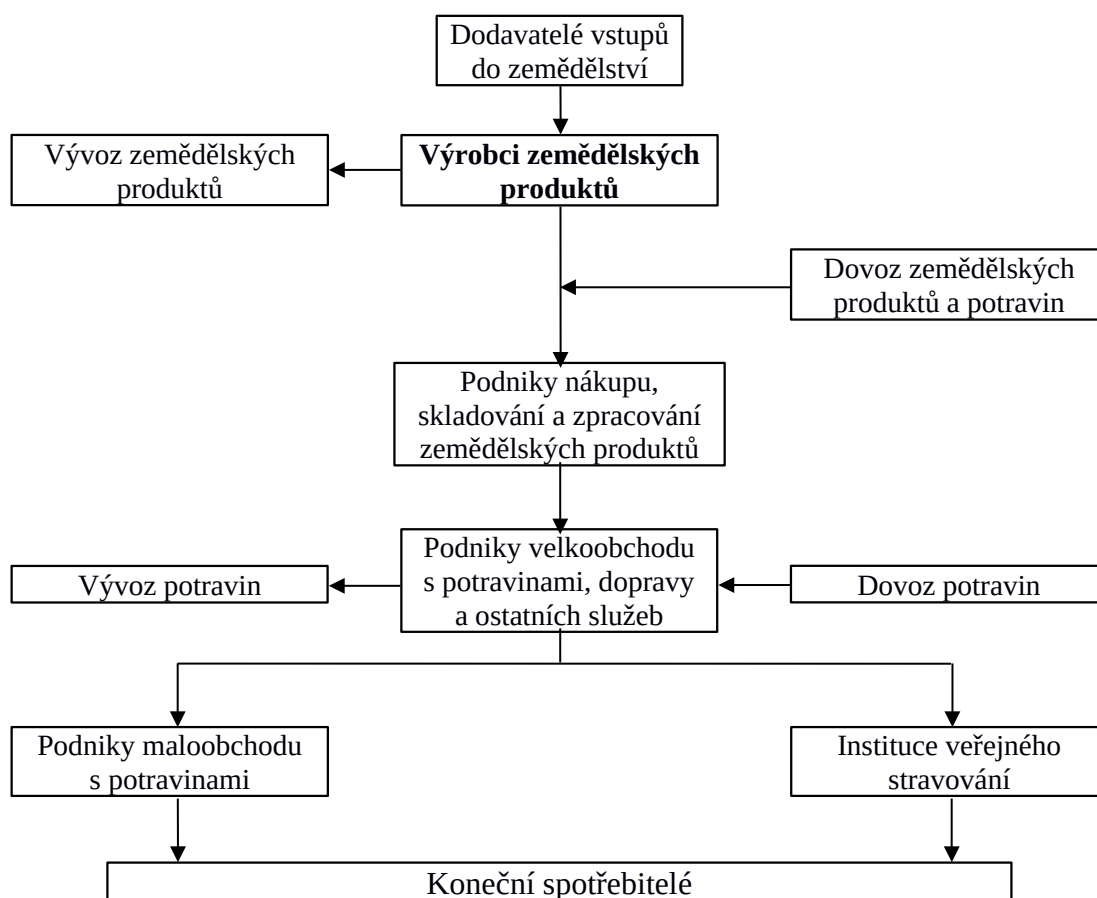 Dodavatelé vstupů
do zemědělství
Vývoz zemědělských
produktů
Výrobci zemědělských
produktů
Dovoz zemědělských
produktů a potravin
Podniky nákupu,
skladování a zpracování
zemědělských produktů
Vývoz potravin
Podniky velkoobchodu
s potravinami, dopravy
a ostatních služeb
Dovoz potravin
Podniky maloobchodu
s potravinami
Instituce veřejného
stravování
Koneční spotřebitelé